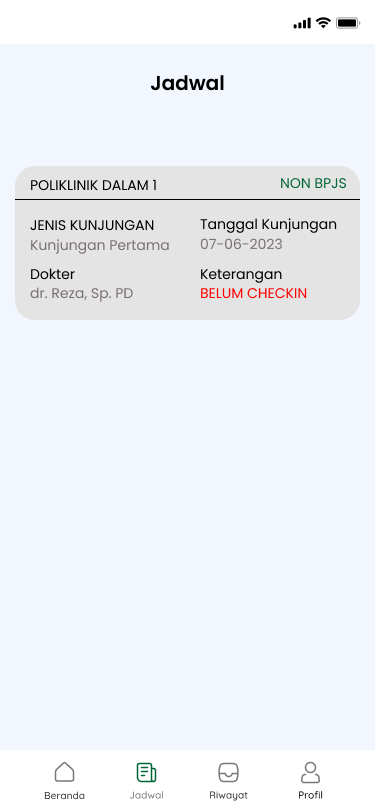 Jadwal
POLIKLINIK DALAM 1
NON BPJS
JENIS KUNJUNGAN
Tanggal Kunjungan
Kunjungan Pertama
07-06-2023
Dokter
Keterangan
dr. Reza, Sp. PD
BELUM CHECKIN
Beranda
Jadwal
Riwayat
Profil